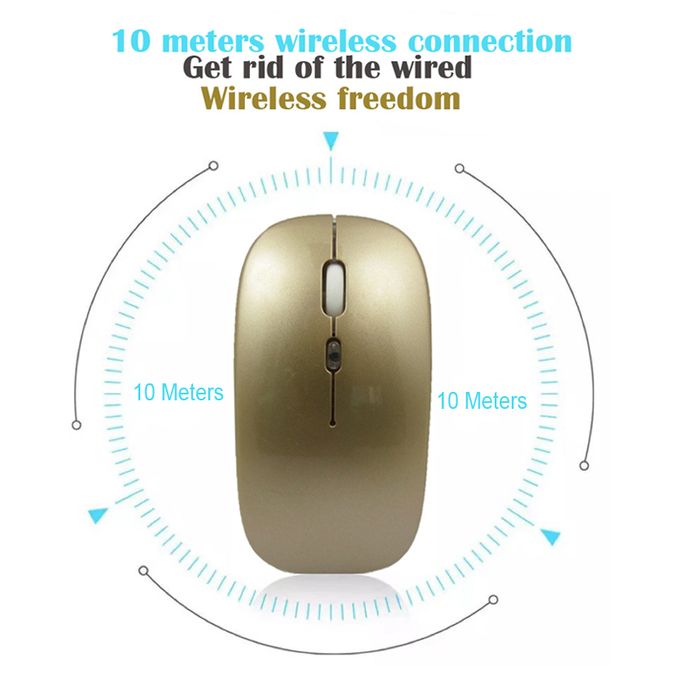 10 meters wireless connection
Get rid of the wired
Wireless freedom
10 Meters
10 Meters